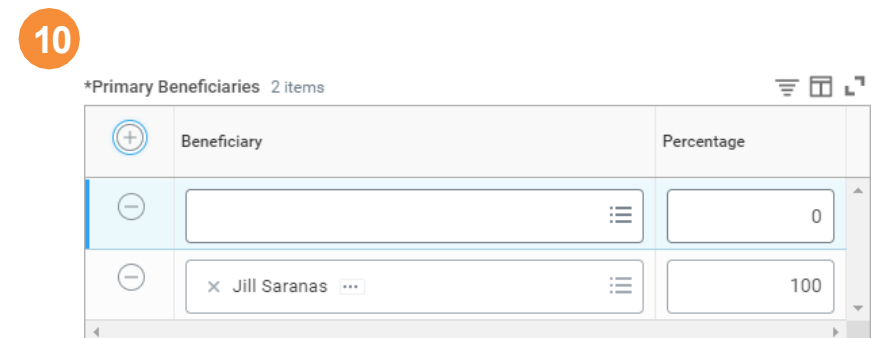 10
*Primary Beneficiaries 2 items
Beneficiary Percentage
0
Jill Saranas 100